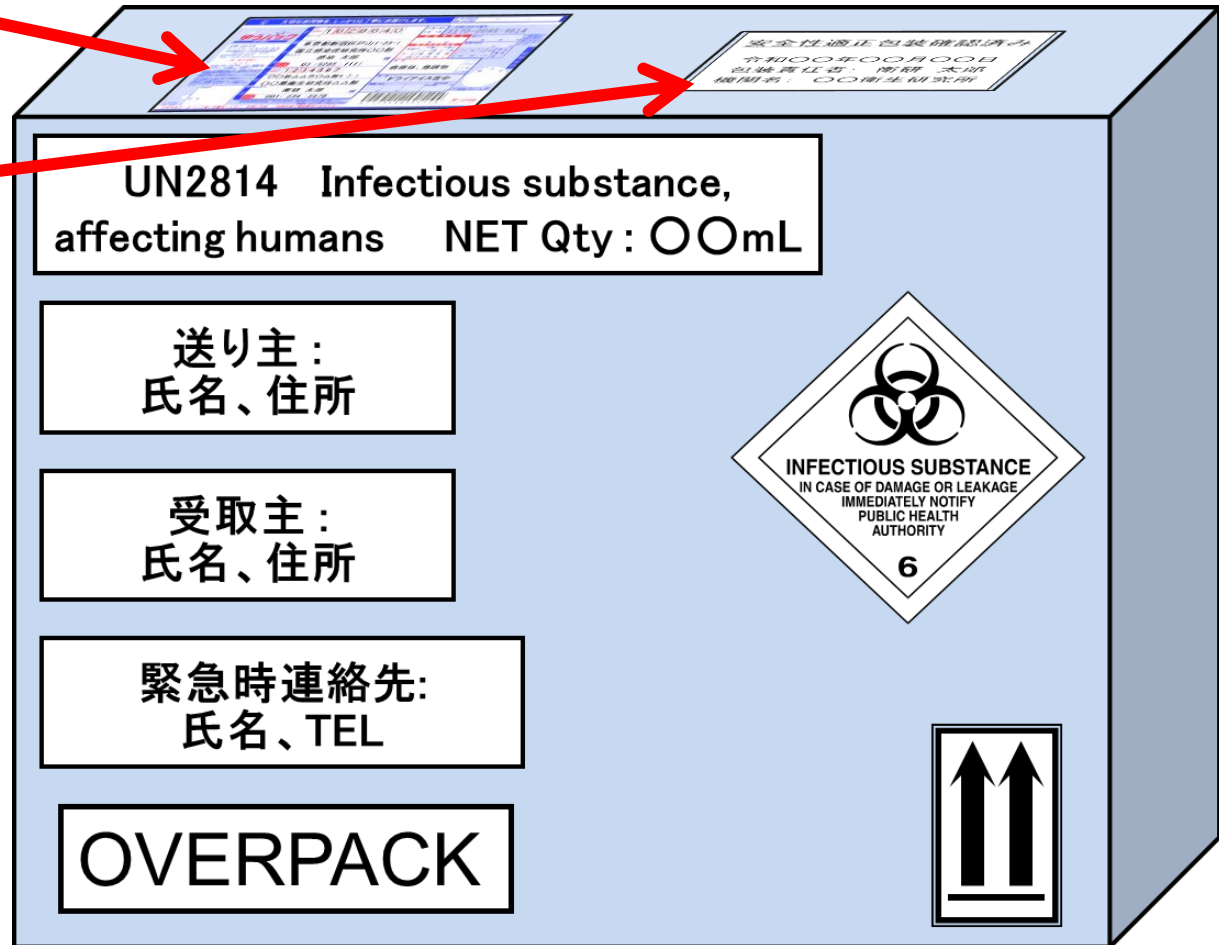 安全性適正包装確認済み
令和〇〇年〇〇月〇〇日
包装責任者: 衛研 太郎
機関名: 〇〇衛生研究所
UN2814 Infectious substance,
affecting humans NET Qty : 〇〇mL
送り主 :
氏名、住所
受取主 :
氏名、住所
緊急時連絡先:
氏名、TEL
OVERPACK
INFECTIOUS SUBSTANCE
IN CASE OF DAMAGE OR LEAKAGE
IMMEDIATELY NOTIFY
PUBLIC HEALTH
AUTHORITY
6